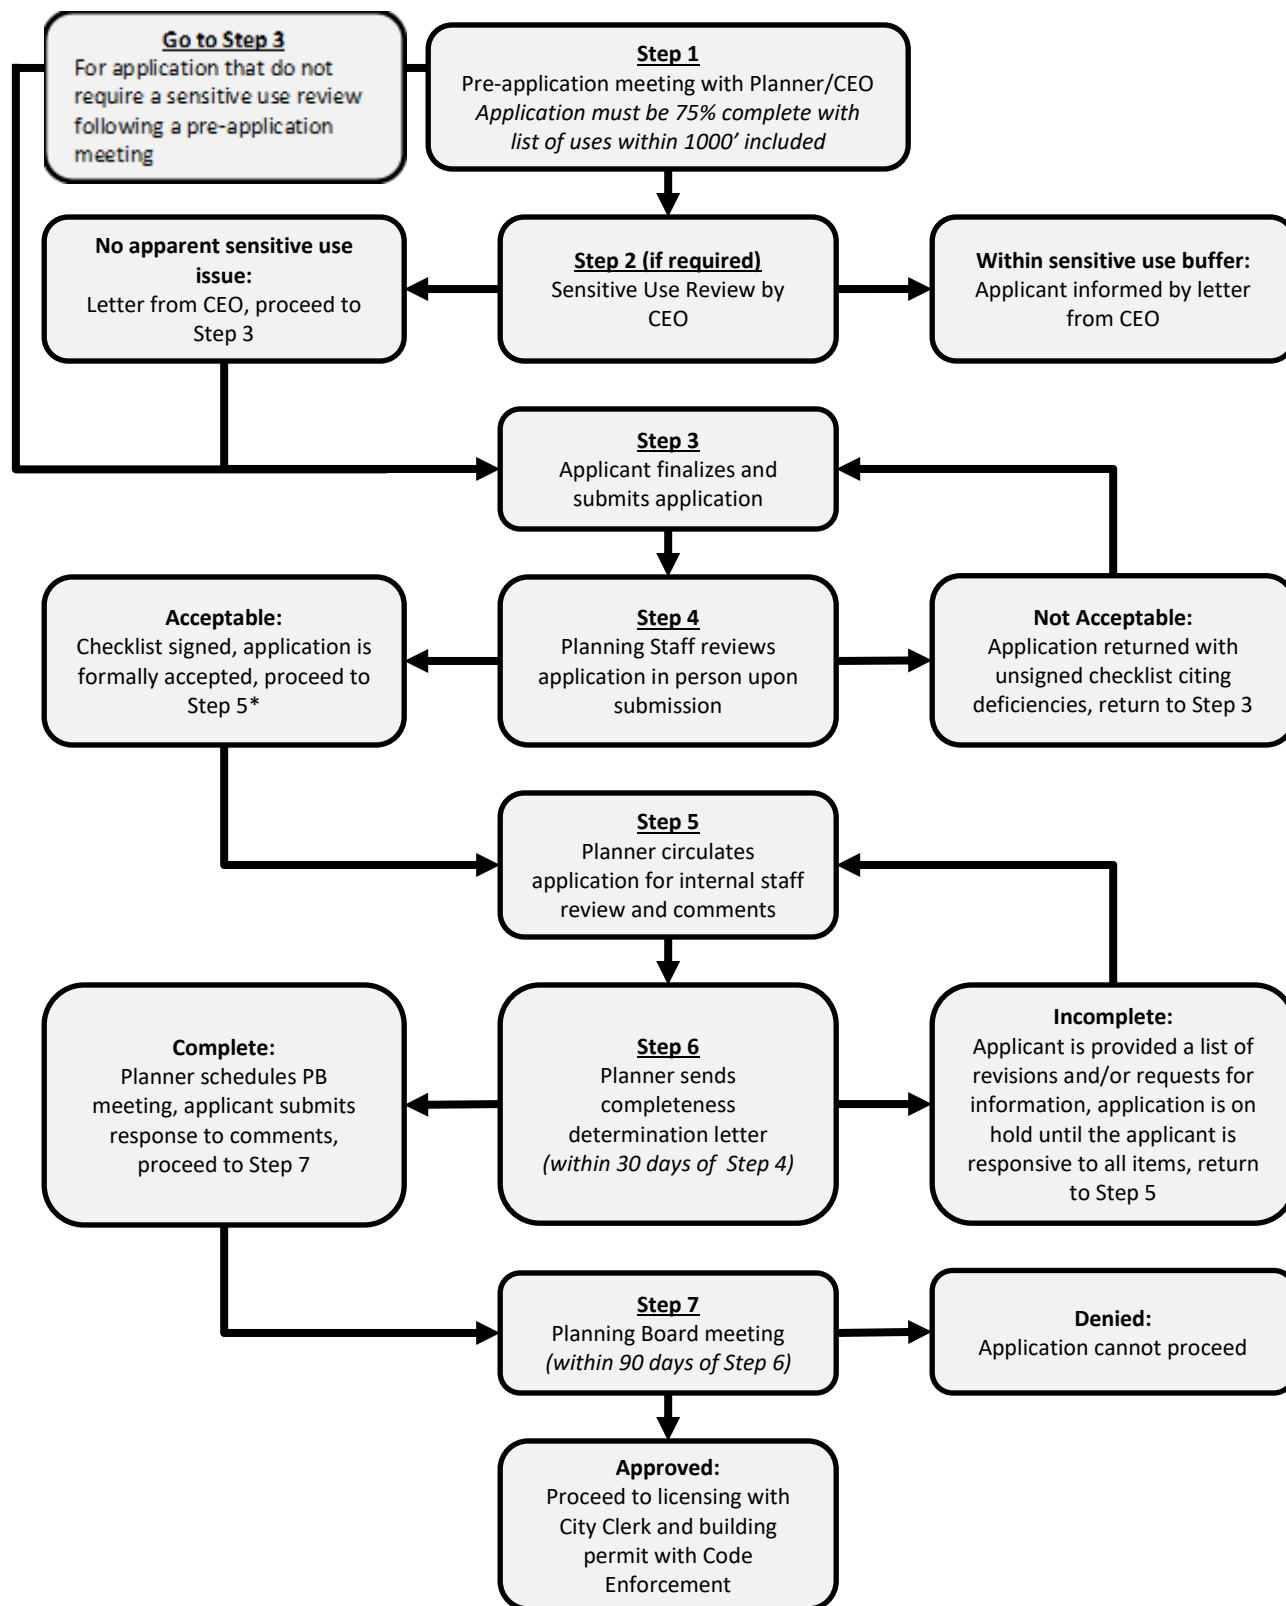 Go to Step 3
For application that do not
require a sensitive use review
following a pre-application
meeting
Step 1
Pre-application meeting with Planner/CEO
Application must be 75% complete with
list of uses within 1000’ included
No apparent sensitive use
issue:
Letter from CEO, proceed to
Step 3
Step 2 (if required)
Sensitive Use Review by
CEO
Within sensitive use buffer:
Applicant informed by letter
from CEO
Step 3
Applicant finalizes and
submits application
Acceptable:
Checklist signed, application is
formally accepted, proceed to
Step 5*
Step 4
Planning Staff reviews
application in person upon
submission
Not Acceptable:
Application returned with
unsigned checklist citing
deficiencies, return to Step 3
Step 5
Planner circulates
application for internal staff
review and comments
Complete:
Planner schedules PB
meeting, applicant submits
response to comments,
proceed to Step 7
Step 6
Planner sends
completeness
determination letter
(within 30 days of  Step 4)
Incomplete:
Applicant is provided a list of
revisions and/or requests for
information, application is on
hold until the applicant is
responsive to all items, return
to Step 5
Step 7
Planning Board meeting
(within 90 days of Step 6)
Denied:
Application cannot proceed
Approved:
Proceed to licensing with
City Clerk and building
permit with Code
Enforcement